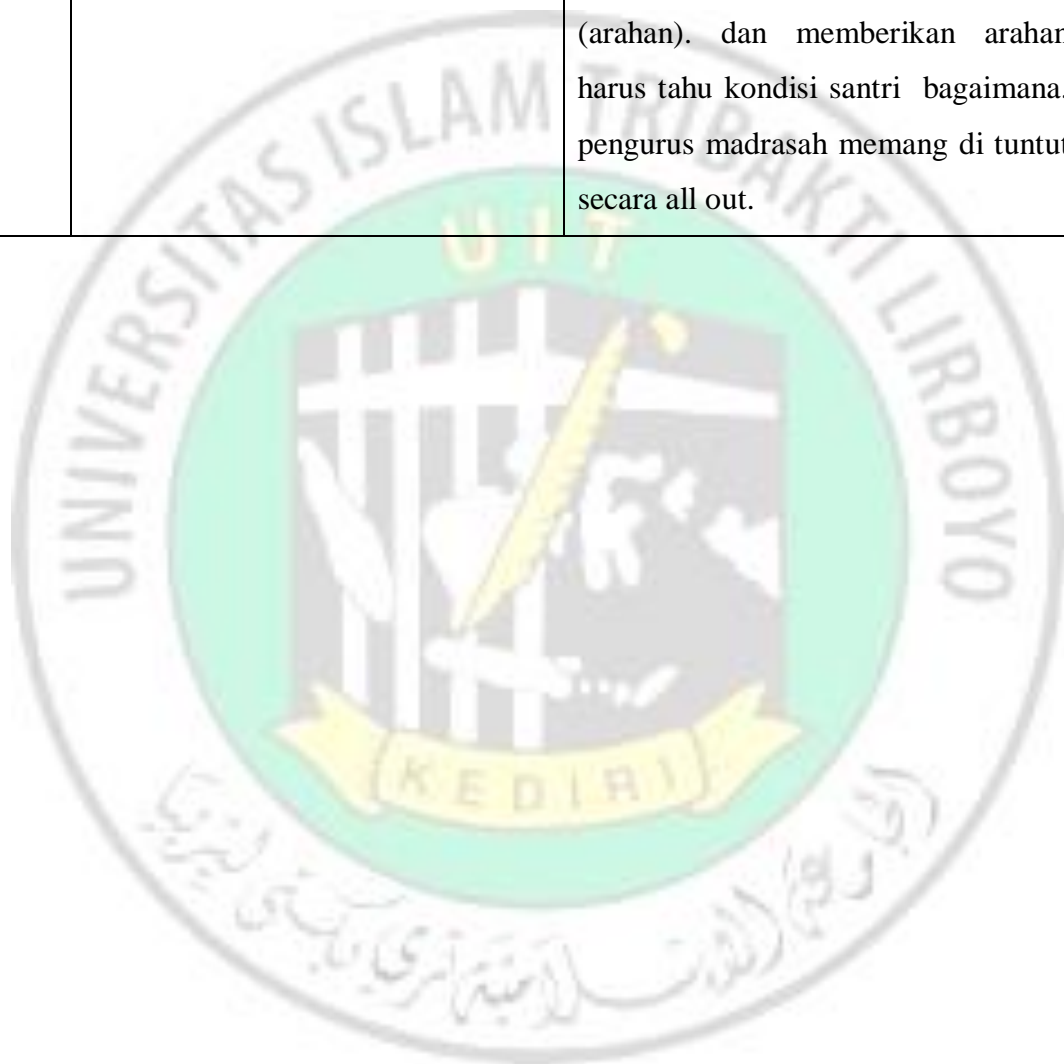 (arahan). dan memberikan arahan
harus tahu kondisi santri bagaimana.
pengurus madrasah memang di tuntut
secara all out.
UNIVERSITAS ISLAM TRIBAKTI LIRBOYO
UIT
KEDIRI